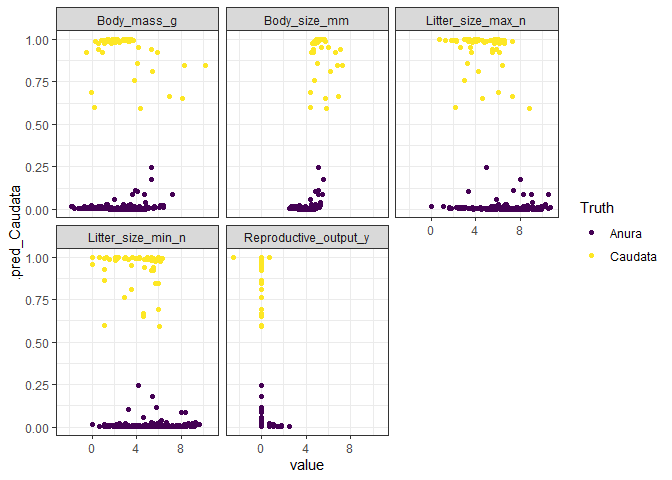 Body_mass_g Body_size_mm Litter_size_max_n
1.00
0.75
0.50
0.25
0.00
0 4 8
Litter_size_min_n Reproductive_output_y
1.00
0.75
0.50
0.25
0.00
0 4 8 0 4 8
value
.pred_Caudata
Truth
Anura
Caudata